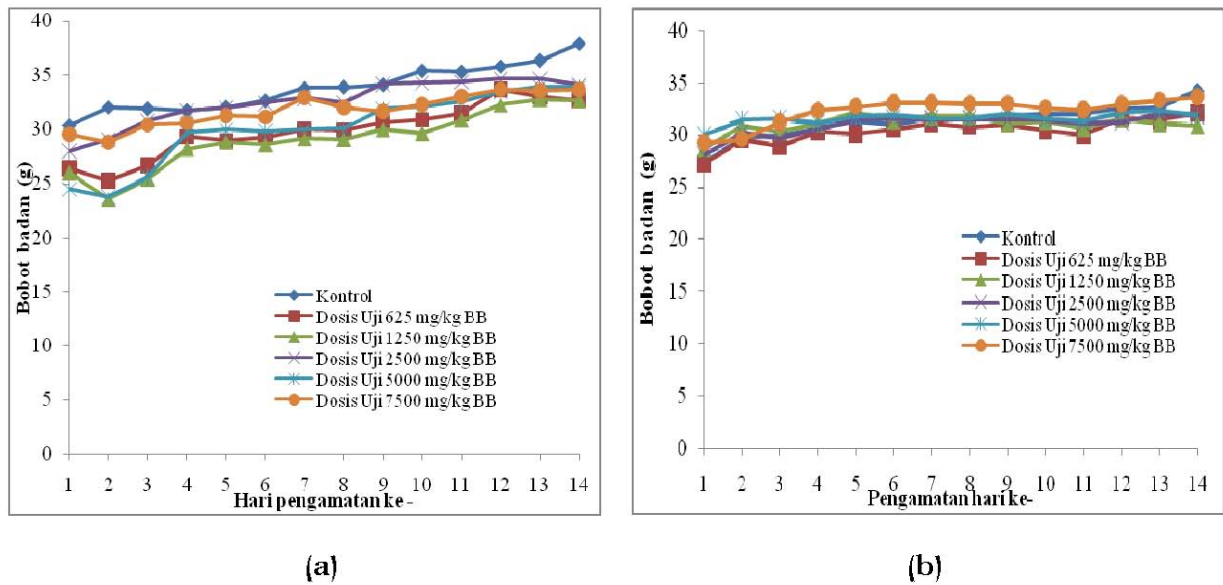 40
35
30
25
20
15
10
5
0
Bobot badan (g)
Kontrol
Dosis Uji 625 mg/kg BB
Dosis Uji 1250 mg/kg BB
Dosis Uji 2500 mg/kg BB
Dosis Uji 5000 mg/kg BB
Dosis Uji 7500 mg/kg BB
1 2 3 4 5 6 7 8 9 10 11 12 13 14
Hari pengamatan ke -
(a)
40
35
30
25
20
15
10
5
0
Bobot badan (g)
Kontrol
Dosis Uji 625 mg/kg BB
Dosis Uji 1250 mg/kg BB
Dosis Uji 2500 mg/kg BB
Dosis Uji 5000 mg/kg BB
Dosis Uji 7500 mg/kg BB
1 2 3 4 5 6 7 8 9 10 11 12 13 14
Pengamatan hari ke-
(b)